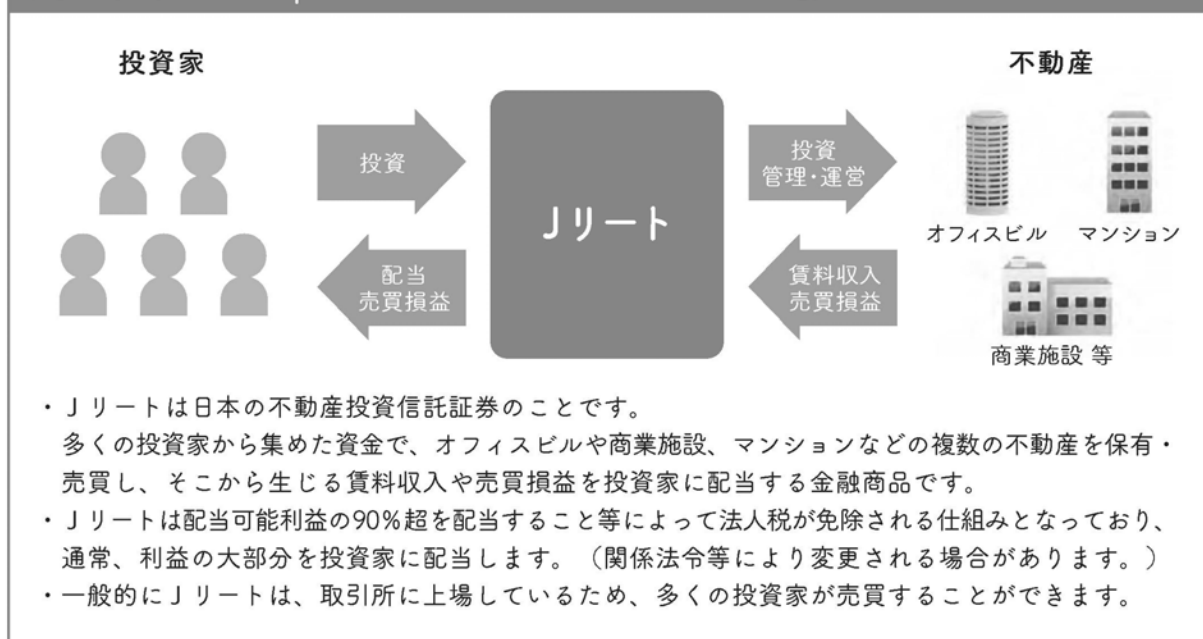 投資家
不動産
投資
投資
管理・運営
Jリート
オフィスビル
マンション
配当
売買損益
賃料収入
売買損益
商業施設 等
・Jリートは日本の不動産投資信託証券のことです。
多くの投資家から集めた資金で、オフィスビルや商業施設、マンションなどの複数の不動産を保有・
売買し、そこから生じる賃料収入や売買損益を投資家に配当する金融商品です。
・Jリートは配当可能利益の90%超を配当すること等によって法人税が免除される仕組みとなっており、
通常、利益の大部分を投資家に配当します。（関係法令等により変更される場合があります。）
・一般的にJリートは、取引所に上場しているため、多くの投資家が売買することができます。